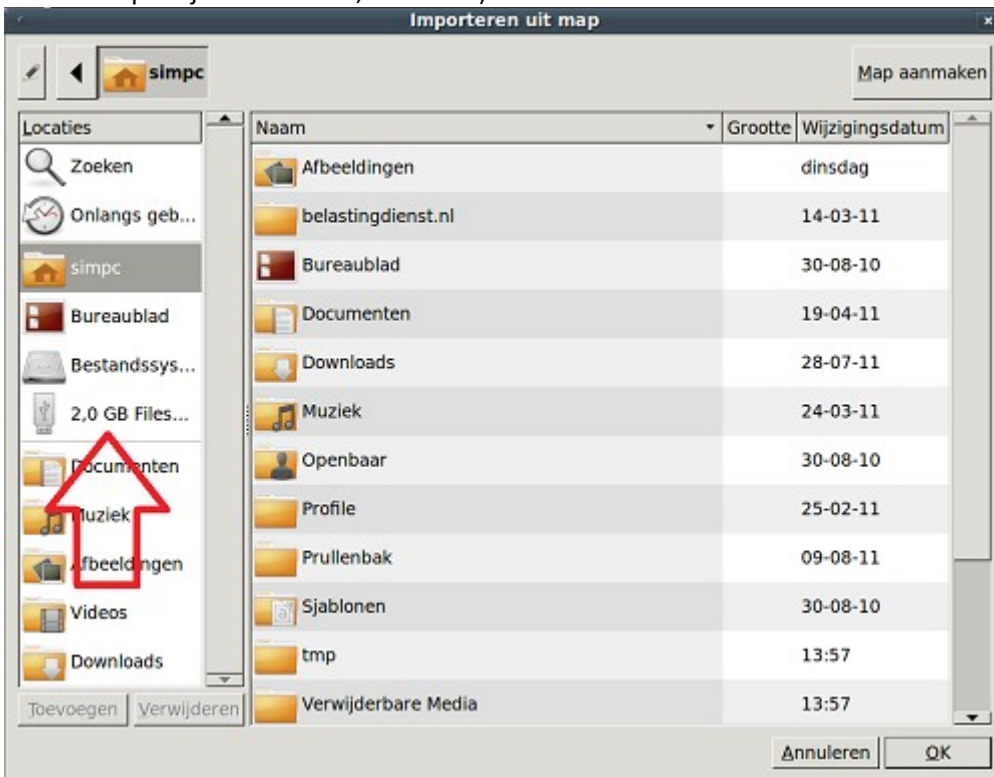 Importeren uit map
simpc
Map aanmaken
Locaties
Zoeken
Onlangs geb...
simpc
Bureaublad
Bestandssys...
2,0 GB Files...
Documenten
Muziek
Afbeeldingen
Videos
Downloads
Toevoegen Verwijderen
Naam Grootte Wijzigingsdatum
Afbeeldingen dinsdag
belastingdienst.nl 14-03-11
Bureaublad 30-08-10
Documenten 19-04-11
Downloads 28-07-11
Muziek 24-03-11
Openbaar 30-08-10
Profile 25-02-11
Prullenbak 09-08-11
Sjablonen 30-08-10
tmp 13:57
Verwijderbare Media 13:57
Annuleren OK